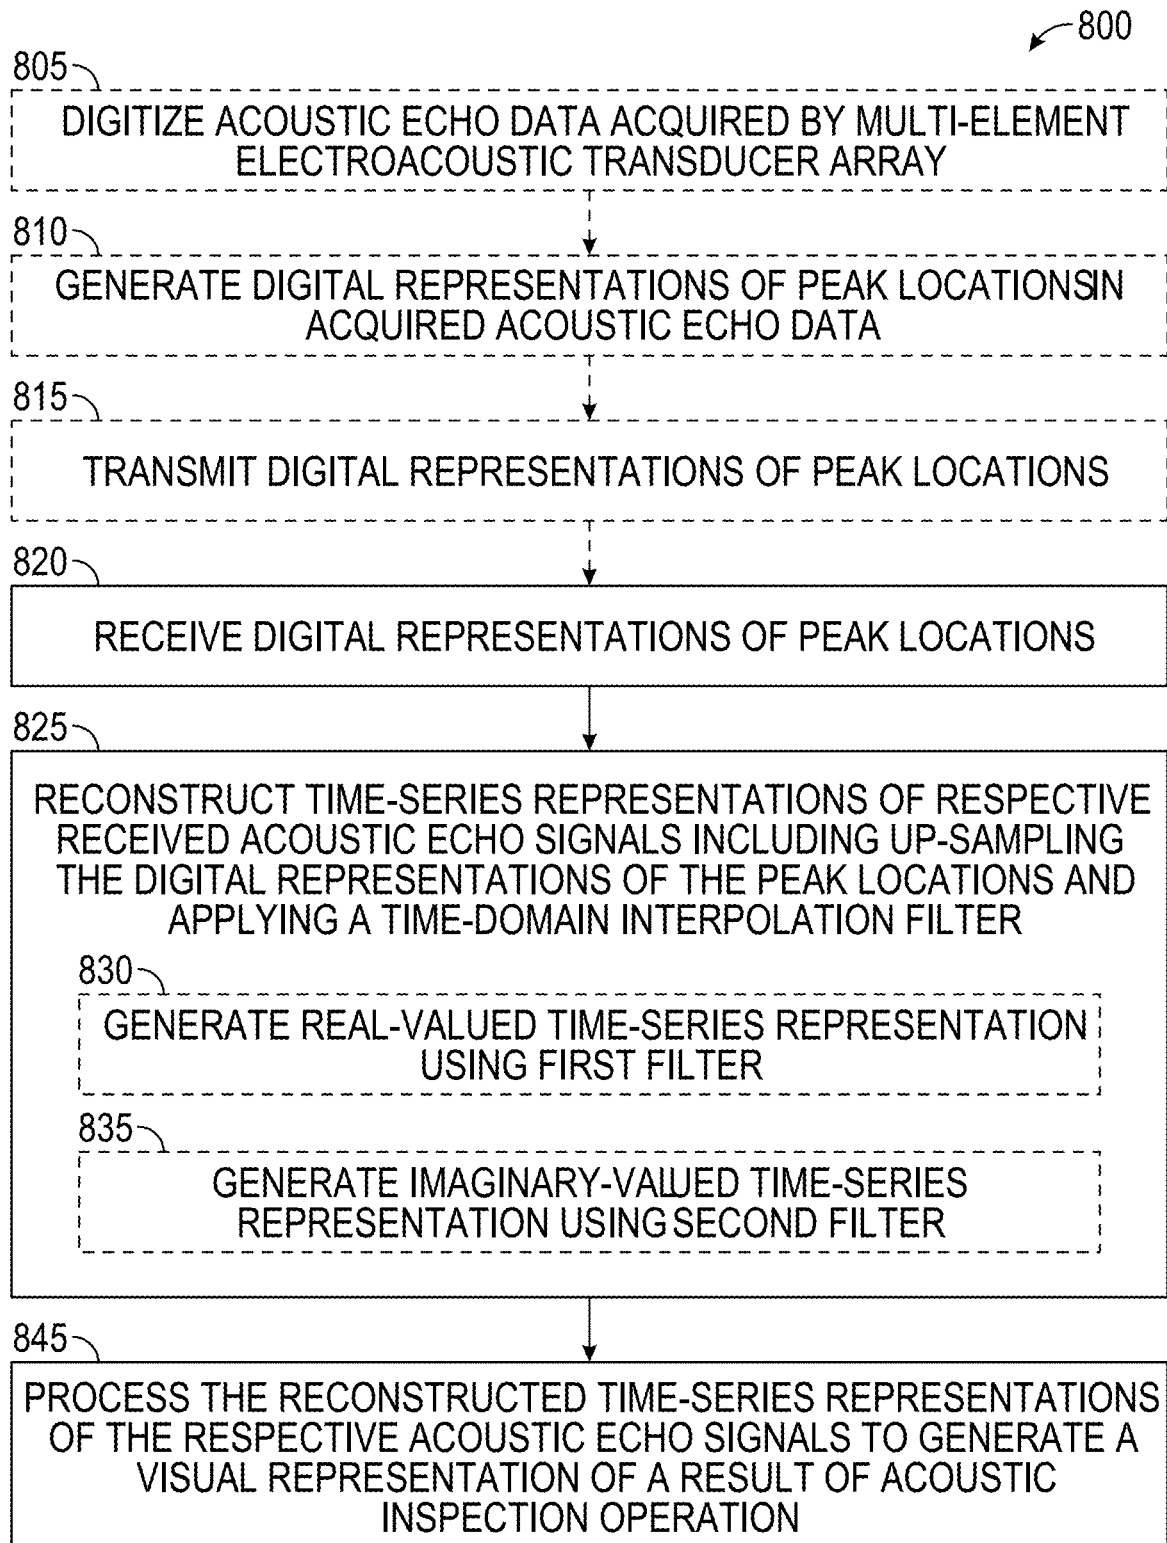 800
805
DIGITIZE ACOUSTIC ECHO DATA ACQUIRED BY MULTI-ELEMENT
ELECTROACOUSTIC TRANSDUCER ARRAY
810
GENERATE DIGITAL REPRESENTATIONS OF PEAK LOCATIONSIN
ACQUIRED ACOUSTIC ECHO DATA
815
TRANSMIT DIGITAL REPRESENTATIONS OF PEAK LOCATIONS
820
RECEIVE DIGITAL REPRESENTATIONS OF PEAK LOCATIONS
825
RECONSTRUCT TIME-SERIES REPRESENTATIONS OF RESPECTIVE
RECEIVED ACOUSTIC ECHO SIGNALS INCLUDING UP-SAMPLING
THE DIGITAL REPRESENTATIONS OF THE PEAK LOCATIONS AND
APPLYING A TIME-DOMAIN INTERPOLATION FILTER
830
GENERATE REAL-VALUED TIME-SERIES REPRESENTATION
USING FIRST FILTER
835
GENERATE IMAGINARY-VALUED TIME-SERIES
REPRESENTATION USING SECOND FILTER
845
PROCESS THE RECONSTRUCTED TIME-SERIES REPRESENTATIONS
OF THE RESPECTIVE ACOUSTIC ECHO SIGNALS TO GENERATE A
VISUAL REPRESENTATION OF A RESULT OF ACOUSTIC
INSPECTION OPERATION